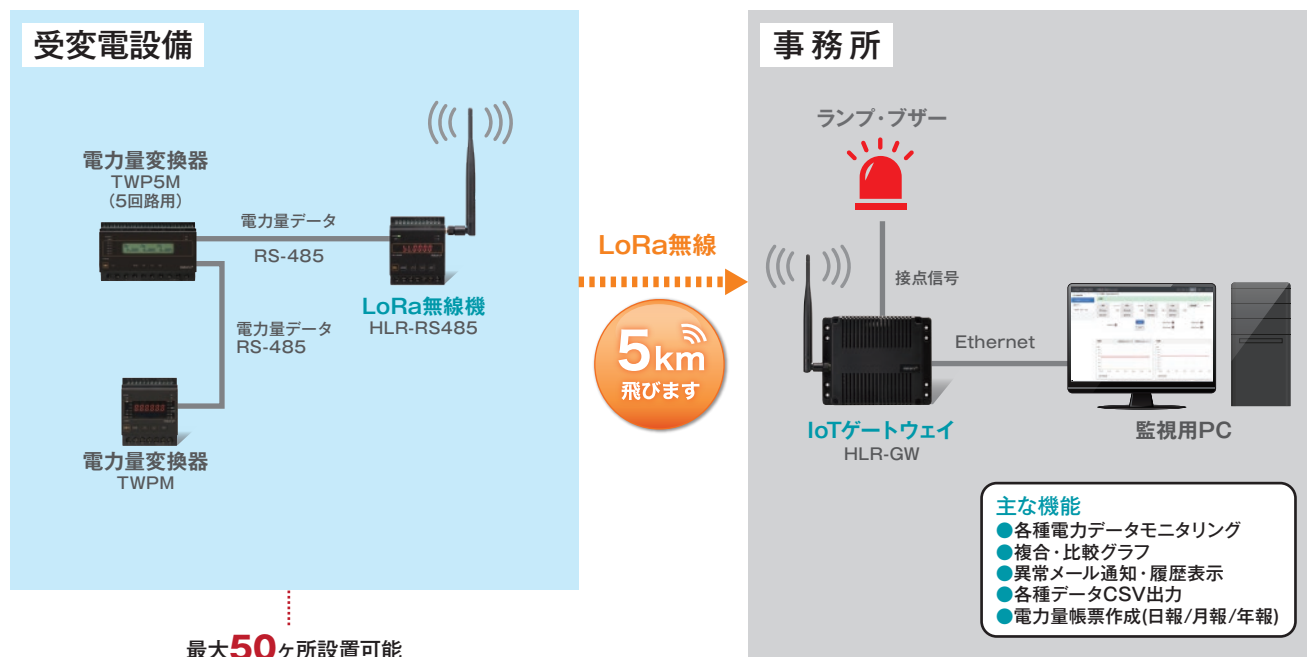 受変電設備
電力量変換器
TWP5M
(5回路用)
電力量データ
RS-485
LoRa無線機
HLR-RS485
電力量データ
RS-485
電力量変換器
TWPM
最大50ヶ所設置可能
LoRa無線
5km
飛びます
事務所
ランプ・ブザー
接点信号
Ethernet
IoTゲートウェイ
HLR-GW
監視用PC
主な機能
●各種電力データモニタリング
●複合・比較グラフ
●異常メール通知・履歴表示
●各種データCSV出力
●電力量帳票作成(日報/月報/年報)